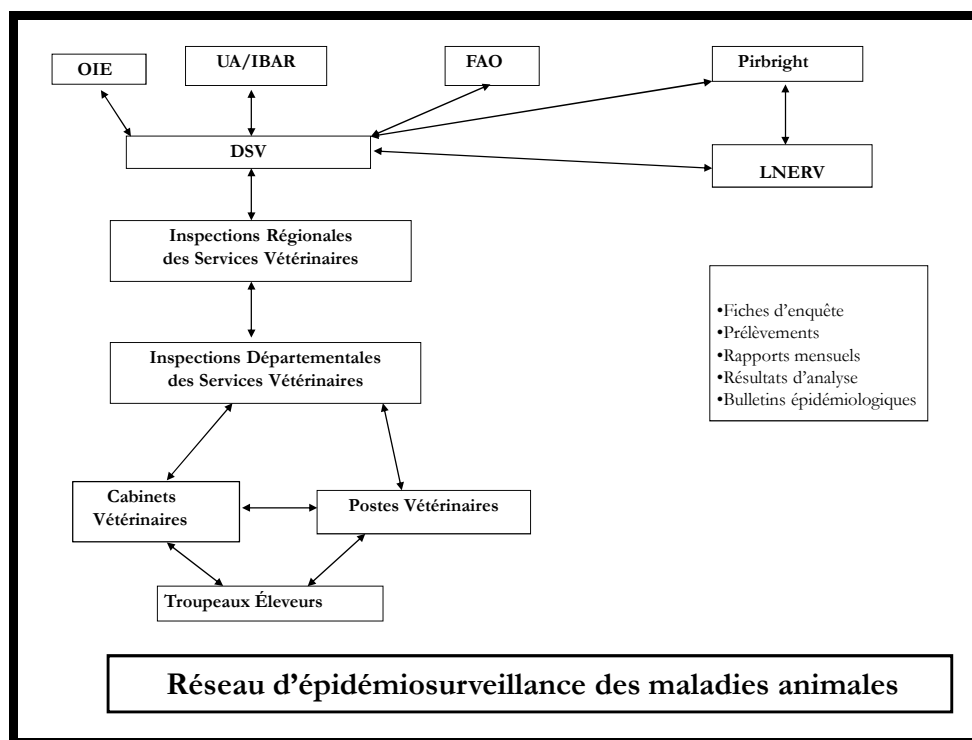 OIE
UA/IBAR
FAO
Pirbright
DSV
LNERV
Inspections Régionales
des Services Vétérinaires
•Fiches d’enquête
•Prélèvements
•Rapports mensuels
•Résultats d’analyse
•Bulletins épidémiologiques
Inspections Départementales
des Services Vétérinaires
Cabinets
Vétérinaires
Postes Vétérinaires
Troupeaux Éleveurs
Réseau d’épidémiosurveillance des maladies animales